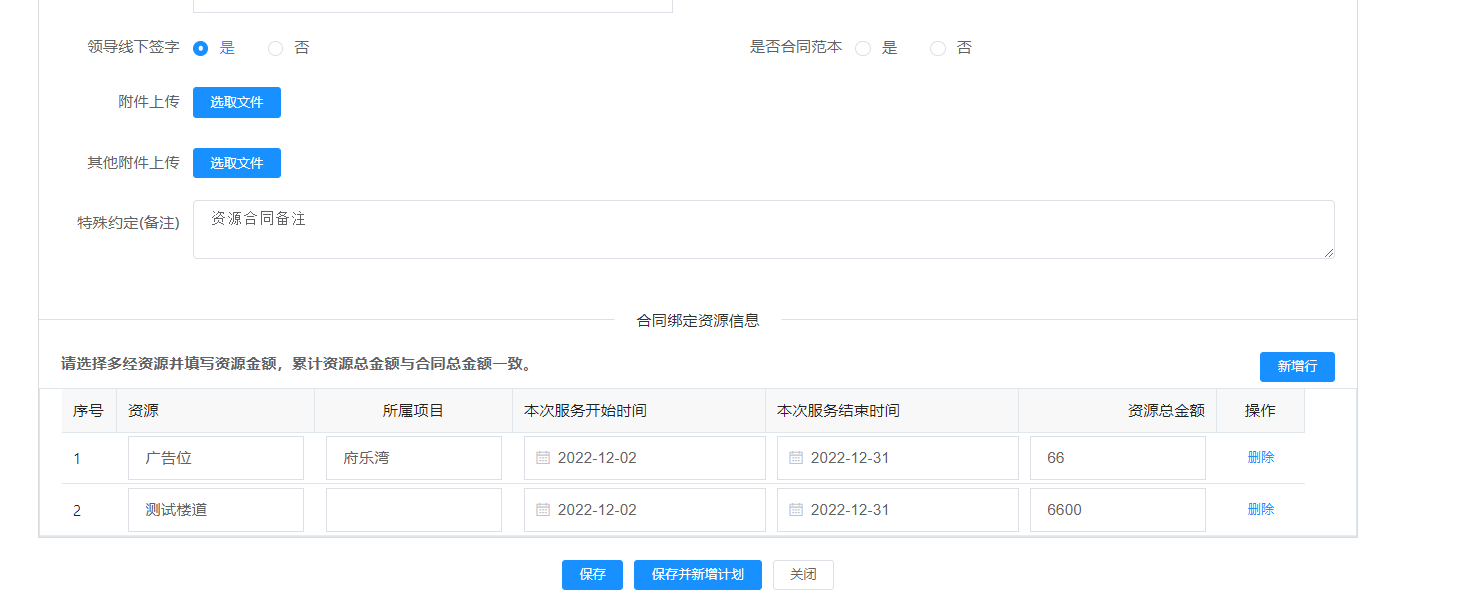 领导线下签字 是 否 是否合同范本 是 否
附件上传 选取文件
其他附件上传 选取文件
特殊约定(备注) 资源合同备注
合同绑定资源信息
请选择多经资源并填写资源金额，累计资源总金额与合同总金额一致。 新增行
序号 资源 所属项目 本次服务开始时间 本次服务结束时间 资源总金额 操作
1 广告位 府乐湾 2022-12-02 2022-12-31 66 删除
2 测试楼道 2022-12-02 2022-12-31 6600 删除
保存 保存并新增计划 关闭